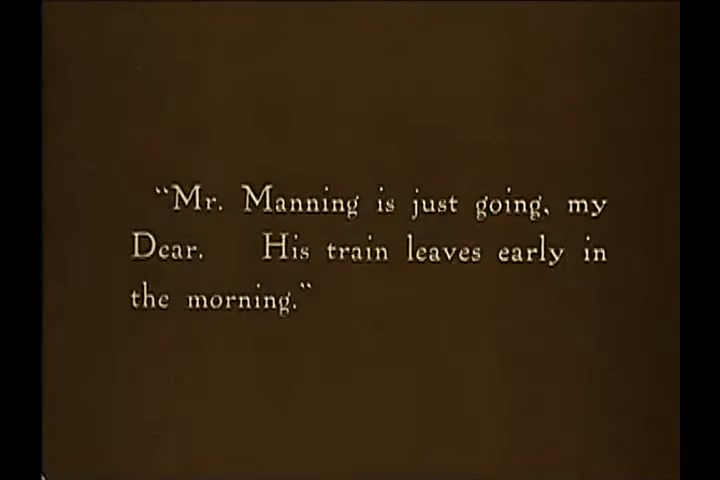 “Mr. Manning is just going, my
Dear. His train leaves early in
the morning.“